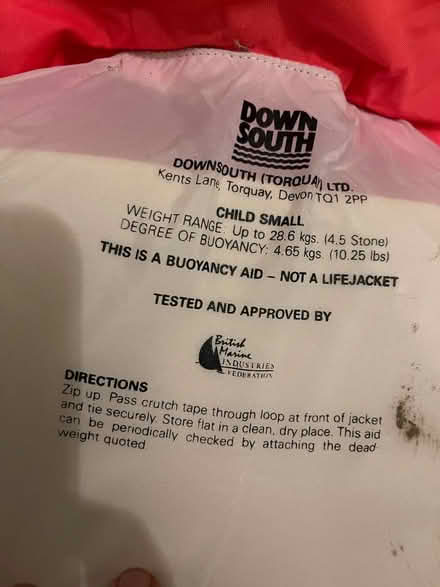 DOWN
SOUTH
DOWNSOUTH (TORQUAY) LTD.
Kents Lane, Torquay, Devon TQ1 2PP
CHILD SMALL
WEIGHT RANGE: Up to 28.6 kgs. (4.5 Stone)
DEGREE OF BUOYANCY: 4.65 kgs. (10.25 lbs)
THIS IS A BUOYANCY AID – NOT A LIFEJACKET
TESTED AND APPROVED BY
British
Marine
INDUSTRIES
FEDERATION
DIRECTIONS
Zip up. Pass crutch tape through loop at front of jacket
and tie securely. Store flat in a clean, dry place. This aid
can be periodically checked by attaching the dead-
weight quoted.